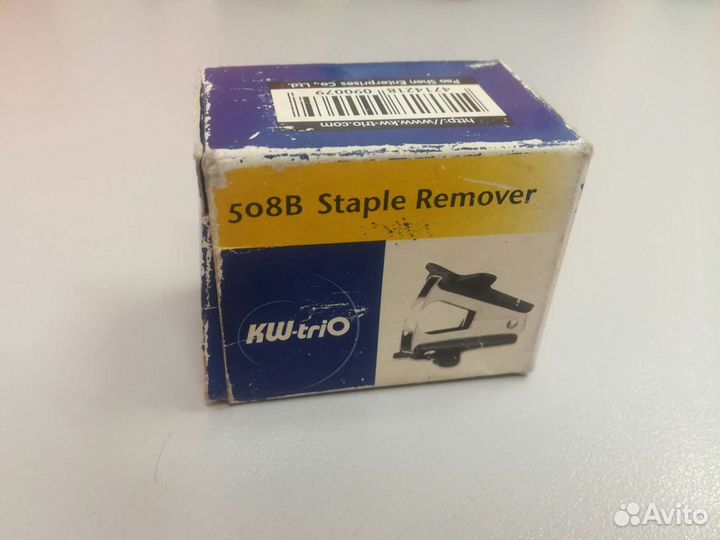 Pao Shen Enterprises Co., Ltd.
4714218 090079
http://www.kw-trio.com
508B Staple Remover
KW-triO
Avito